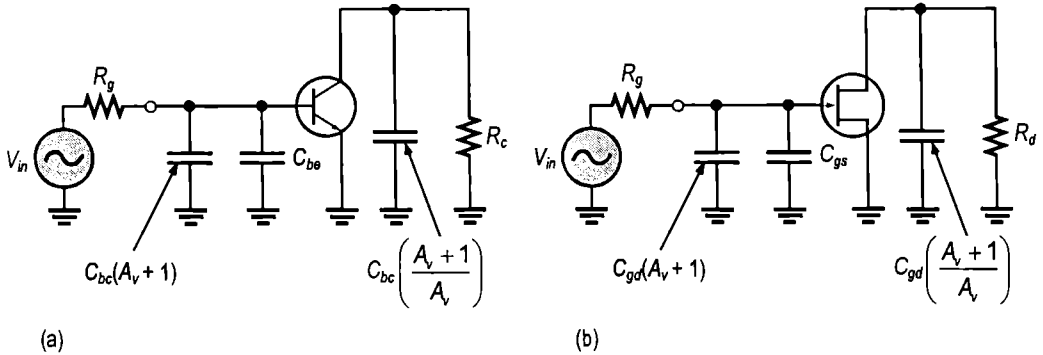 R_g
V_in
C_be
R_c
C_bc(A_v + 1)
C_bc((A_v + 1)/A_v)
(a)
R_g
V_in
C_gs
R_d
C_gd(A_v + 1)
C_gd((A_v + 1)/A_v)
(b)